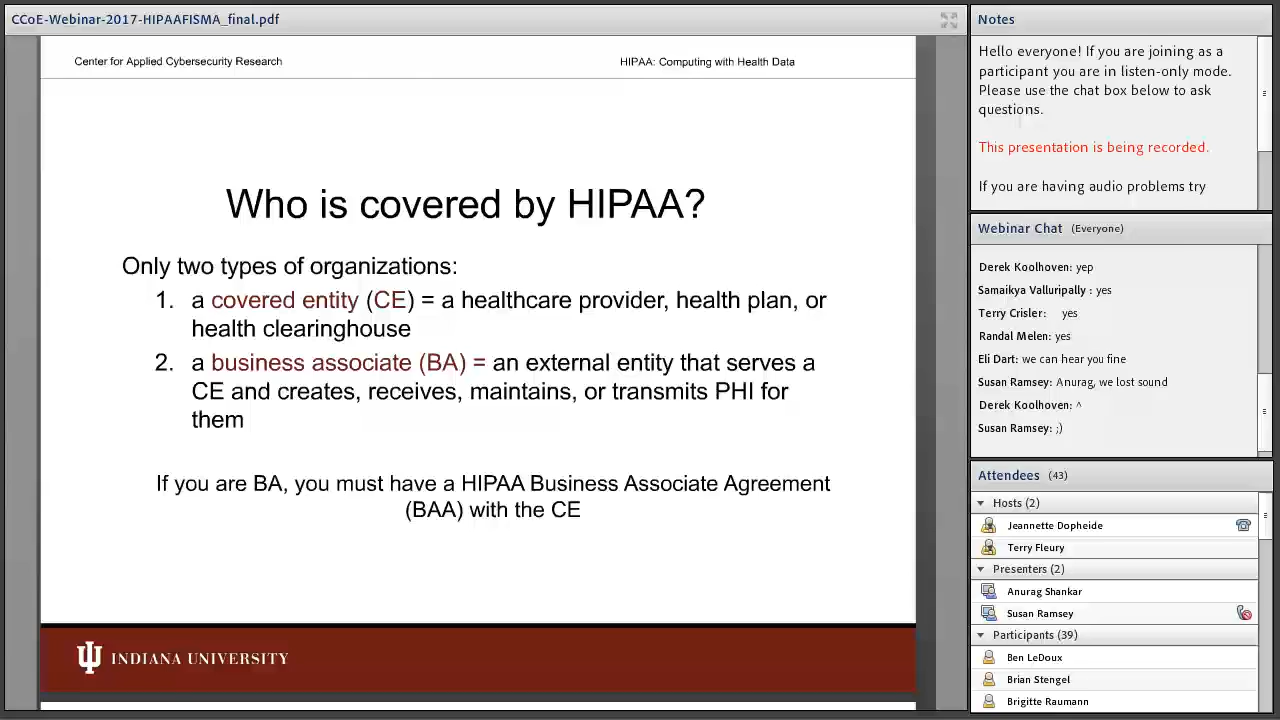 CCoE-Webinar-2017-HIPAAFISMA_final.pdf
Center for Applied Cybersecurity Research
HIPAA: Computing with Health Data
Who is covered by HIPAA?
Only two types of organizations:
1. a covered entity (CE) = a healthcare provider, health plan, or
health clearinghouse
2. a business associate (BA) = an external entity that serves a
CE and creates, receives, maintains, or transmits PHI for
them
If you are BA, you must have a HIPAA Business Associate Agreement
(BAA) with the CE
INDIANA UNIVERSITY
Notes
Hello everyone! If you are joining as a
participant you are in listen-only mode.
Please use the chat box below to ask
questions.
This presentation is being recorded.
If you are having audio problems try
Webinar Chat (Everyone)
Derek Koolhoven: yep
Samaikya Valluripally : yes
Terry Crisler: yes
Randal Melen: yes
Eli Dart: we can hear you fine
Susan Ramsey: Anurag, we lost sound
Derek Koolhoven: ^
Susan Ramsey: ;)
Attendees (43)
Hosts (2)
Jeannette Dopheide
Terry Fleury
Presenters (2)
Anurag Shankar
Susan Ramsey
Participants (39)
Ben LeDoux
Brian Stengel
Brigitte Raumann